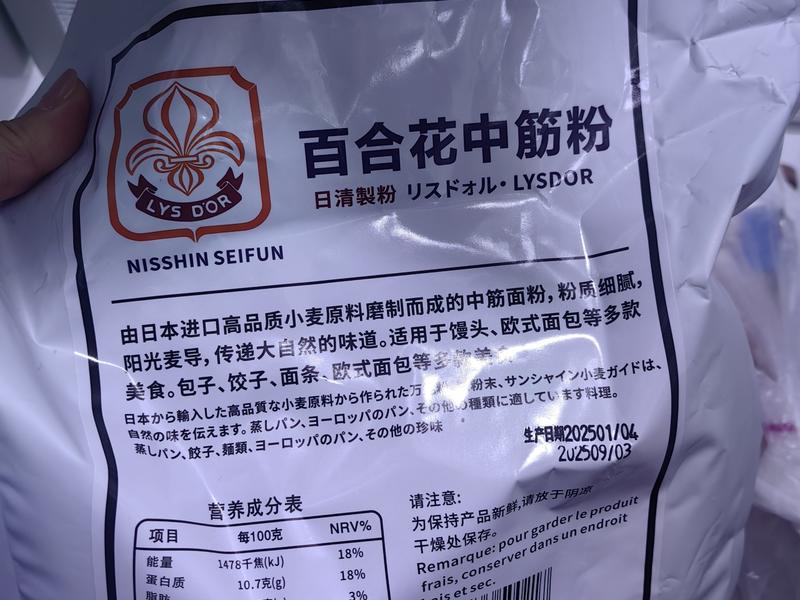 LYS D'OR
百合花中筋粉
日清製粉 リスドォル・LYSDOR
NISSHIN SEIFUN
由日本进口高品质小麦原料磨制而成的中筋面粉，粉质细腻，
阳光麦导，传递大自然的味道。适用于馒头、欧式面包等多款
美食。包子、饺子、面条、欧式面包等多款美食
日本から輸入した高品質な小麦原料から作られた万 粉末、サンシャイン小麦ガイドは、
自然の味を伝えます。蒸しパン、ヨーロッパのパン、その他の種類に適しています料理。
蒸しパン、餃子、麺類、ヨーロッパのパン、その他の珍味
生产日期202501/04
202509/03
营养成分表
项目 每100克 NRV%
能量 1478千焦(kJ) 18%
蛋白质 10.7克(g) 18%
脂肪 3%
请注意：
为保持产品新鲜,请放于阴凉
干燥处保存。
Remarque: pour garder le produit
frais, conserver dans un endroit
frais et sec.